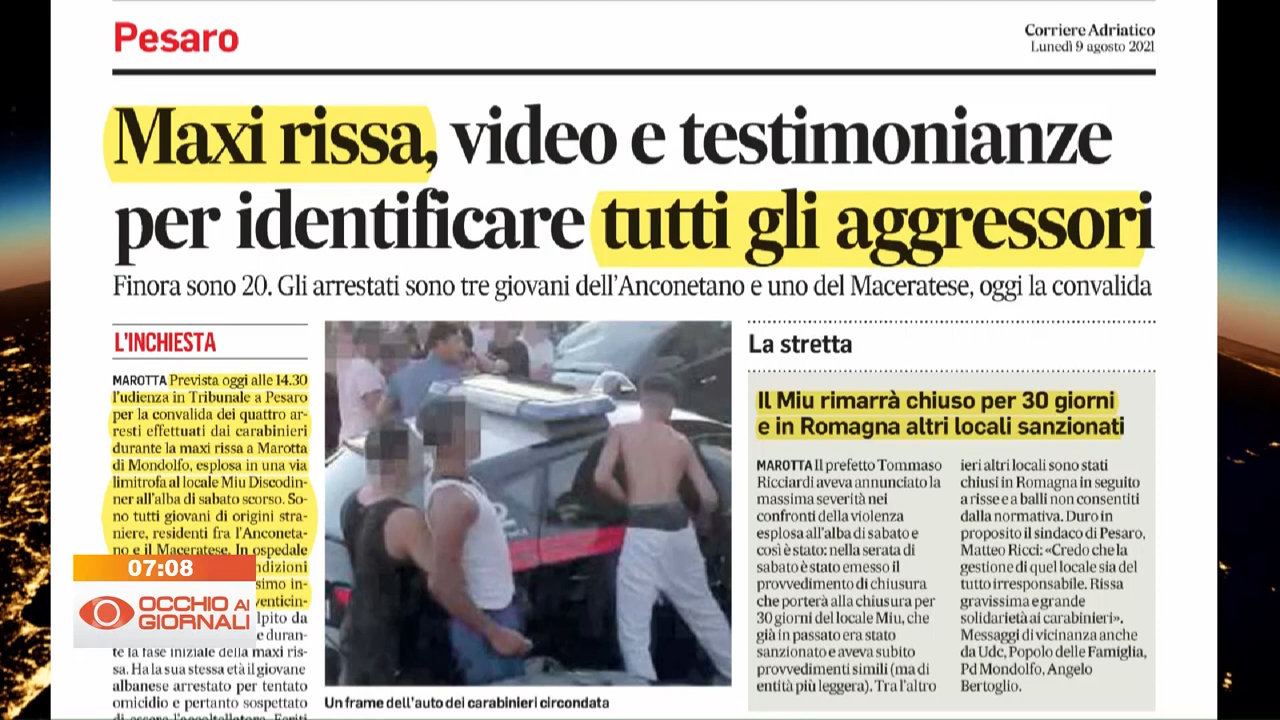 Pesaro
Corriere Adriatico
Lunedì 9 agosto 2021
Maxi rissa, video e testimonianze
per identificare tutti gli aggressori
Finora sono 20. Gli arrestati sono tre giovani dell'Anconetano e uno del Maceratese, oggi la convalida
L'INCHIESTA
MAROTTA Prevista oggi alle 14.30
l'udienza in Tribunale a Pesaro
per la convalida dei quattro ar-
resti effettuati dai carabinieri
durante la maxi rissa a Marotta
di Mondolfo, esplosa in una via
limitrofa al locale Miu Discodin-
ner all'alba di sabato scorso. So-
no tutti giovani di origini stra-
niere, residenti fra l'Anconeta-
no e il Maceratese. In ospedale
ndizioni
simo in-
venticin-
lpito da
e duran-
te la fase iniziale della maxi ris-
sa. Ha la sua stessa età il giovane
albanese arrestato per tentato
omicidio e pertanto sospettato
di essere l'accoltellatore. Feriti
07:08
OCCHIO AI
GIORNALI
Un frame dell'auto dei carabinieri circondata
La stretta
Il Miu rimarrà chiuso per 30 giorni
e in Romagna altri locali sanzionati
MAROTTA Il prefetto Tommaso
Ricciardi aveva annunciato la
massima severità nei
confronti della violenza
esplosa all'alba di sabato e
così è stato: nella serata di
sabato è stato emesso il
provvedimento di chiusura
che porterà alla chiusura per
30 giorni del locale Miu, che
già in passato era stato
sanzionato e aveva subito
provvedimenti simili (ma di
entità più leggera). Tra l'altro
ieri altri locali sono stati
chiusi in Romagna in seguito
a risse e a balli non consentiti
dalla normativa. Duro in
proposito il sindaco di Pesaro,
Matteo Ricci: «Credo che la
gestione di quel locale sia del
tutto irresponsabile. Rissa
gravissima e grande
solidarietà ai carabinieri».
Messaggi di vicinanza anche
da Udc, Popolo delle Famiglia,
Pd Mondolfo, Angelo
Bertoglio.